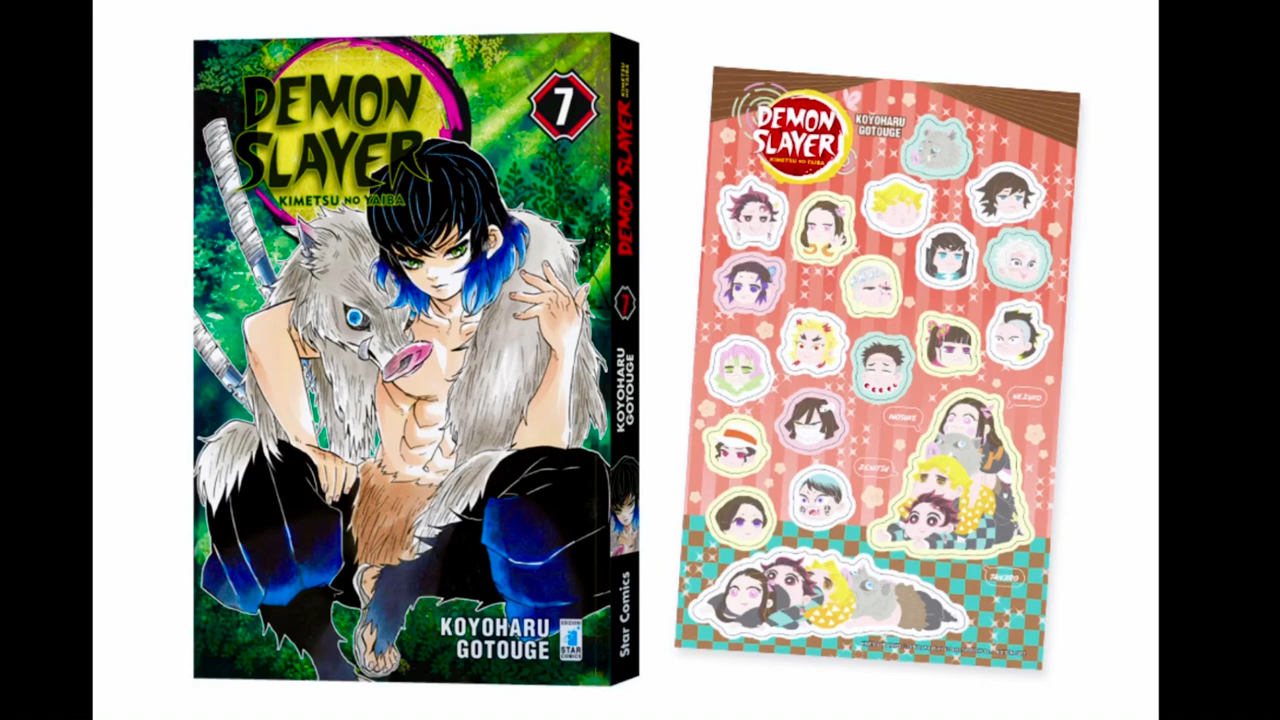 DEMON
SLAYER
KIMETSU NO YAIBA
7
KOYOHARU
GOTOUGE
EDIZIONI
STAR
COMICS
DEMON SLAYER
KIMETSU
NO YAIBA
7
KOYOHARU
GOTOUGE
Star Comics
DEMON
SLAYER
KIMETSU NO YAIBA
KOYOHARU
GOTOUGE
NEZUKO
INOSUKE
ZENITSU
TANJIRO